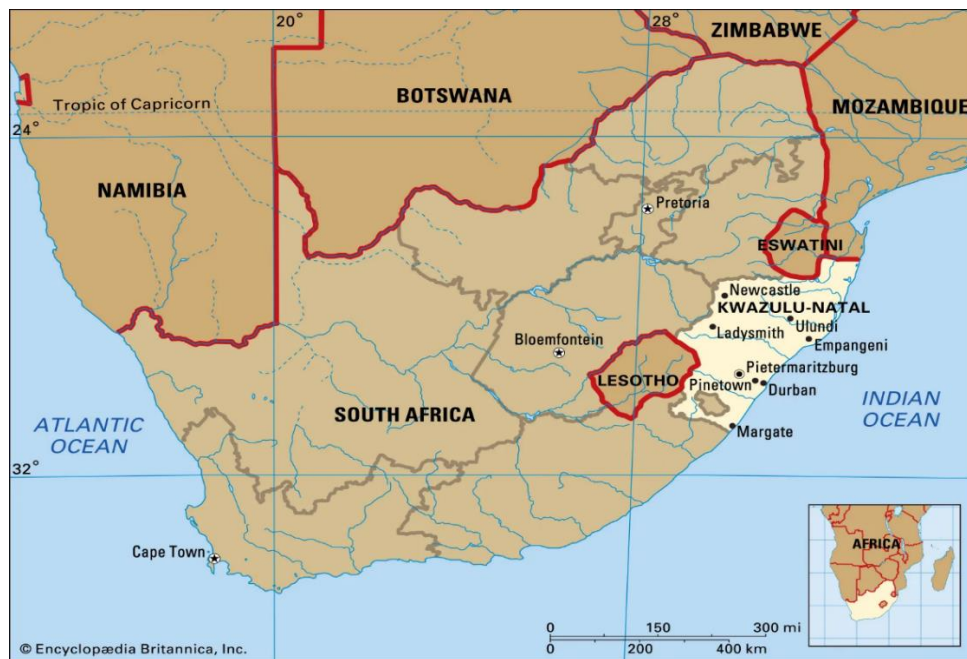 20°
28°
ZIMBABWE
BOTSWANA
Tropic of Capricorn
MOZAMBIQUE
24°
NAMIBIA
Pretoria
ESWATINI
Newcastle
KWAZULU-NATAL
Ulundi
Ladysmith
Bloemfontein
Empangeni
Pietermaritzburg
LESOTHO
Pinetown
Durban
INDIAN
OCEAN
SOUTH AFRICA
ATLANTIC
OCEAN
Margate
32°
Cape Town
AFRICA
0 150 300 mi
0 200 400 km
© Encyclopædia Britannica, Inc.